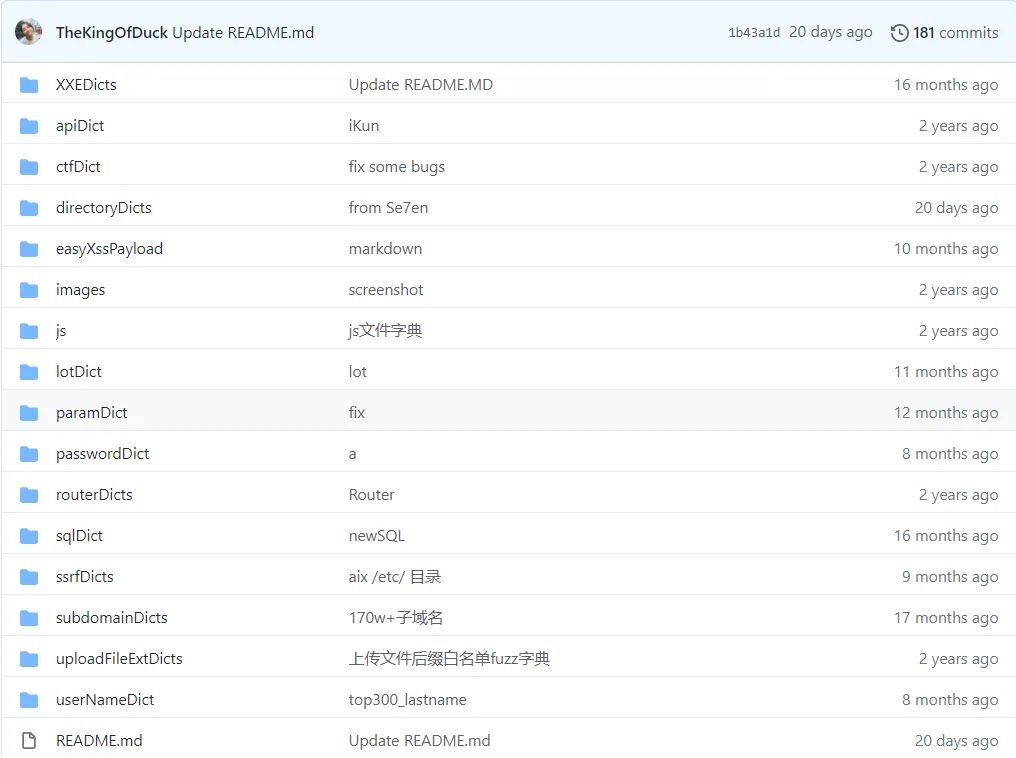 TheKingOfDuck Update README.md 1b43a1d 20 days ago 181 commits
XXEDicts Update README.MD 16 months ago
apiDict iKun 2 years ago
ctfDict fix some bugs 2 years ago
directoryDicts from Se7en 20 days ago
easyXssPayload markdown 10 months ago
images screenshot 2 years ago
js js文件字典 2 years ago
lotDict lot 11 months ago
paramDict fix 12 months ago
passwordDict a 8 months ago
routerDicts Router 2 years ago
sqlDict newSQL 16 months ago
ssrfDicts aix /etc/ 目录 9 months ago
subdomainDicts 170w+子域名 17 months ago
uploadFileExtDicts 上传文件后缀白名单fuzz字典 2 years ago
userNameDict top300_lastname 8 months ago
README.md Update README.md 20 days ago